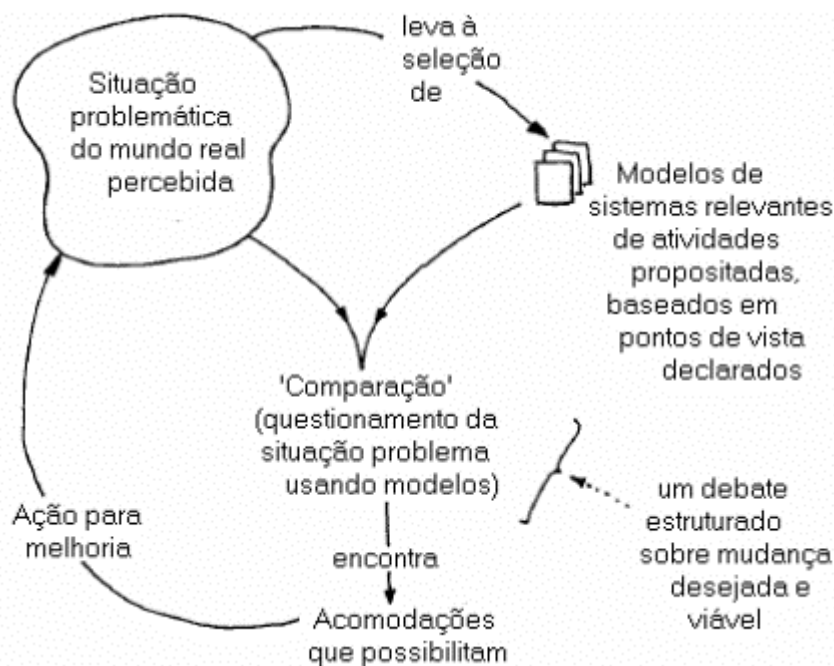 Situação
problemática
do mundo real
percebida
leva à
seleção
de
Modelos de
sistemas relevantes
de atividades
propositadas,
baseados em
pontos de vista
declarados
'Comparação'
(questionamento da
situação problema
usando modelos)
um debate
estruturado
sobre mudança
desejada e
viável
encontra
Acomodações
que possibilitam
Ação para
melhoria